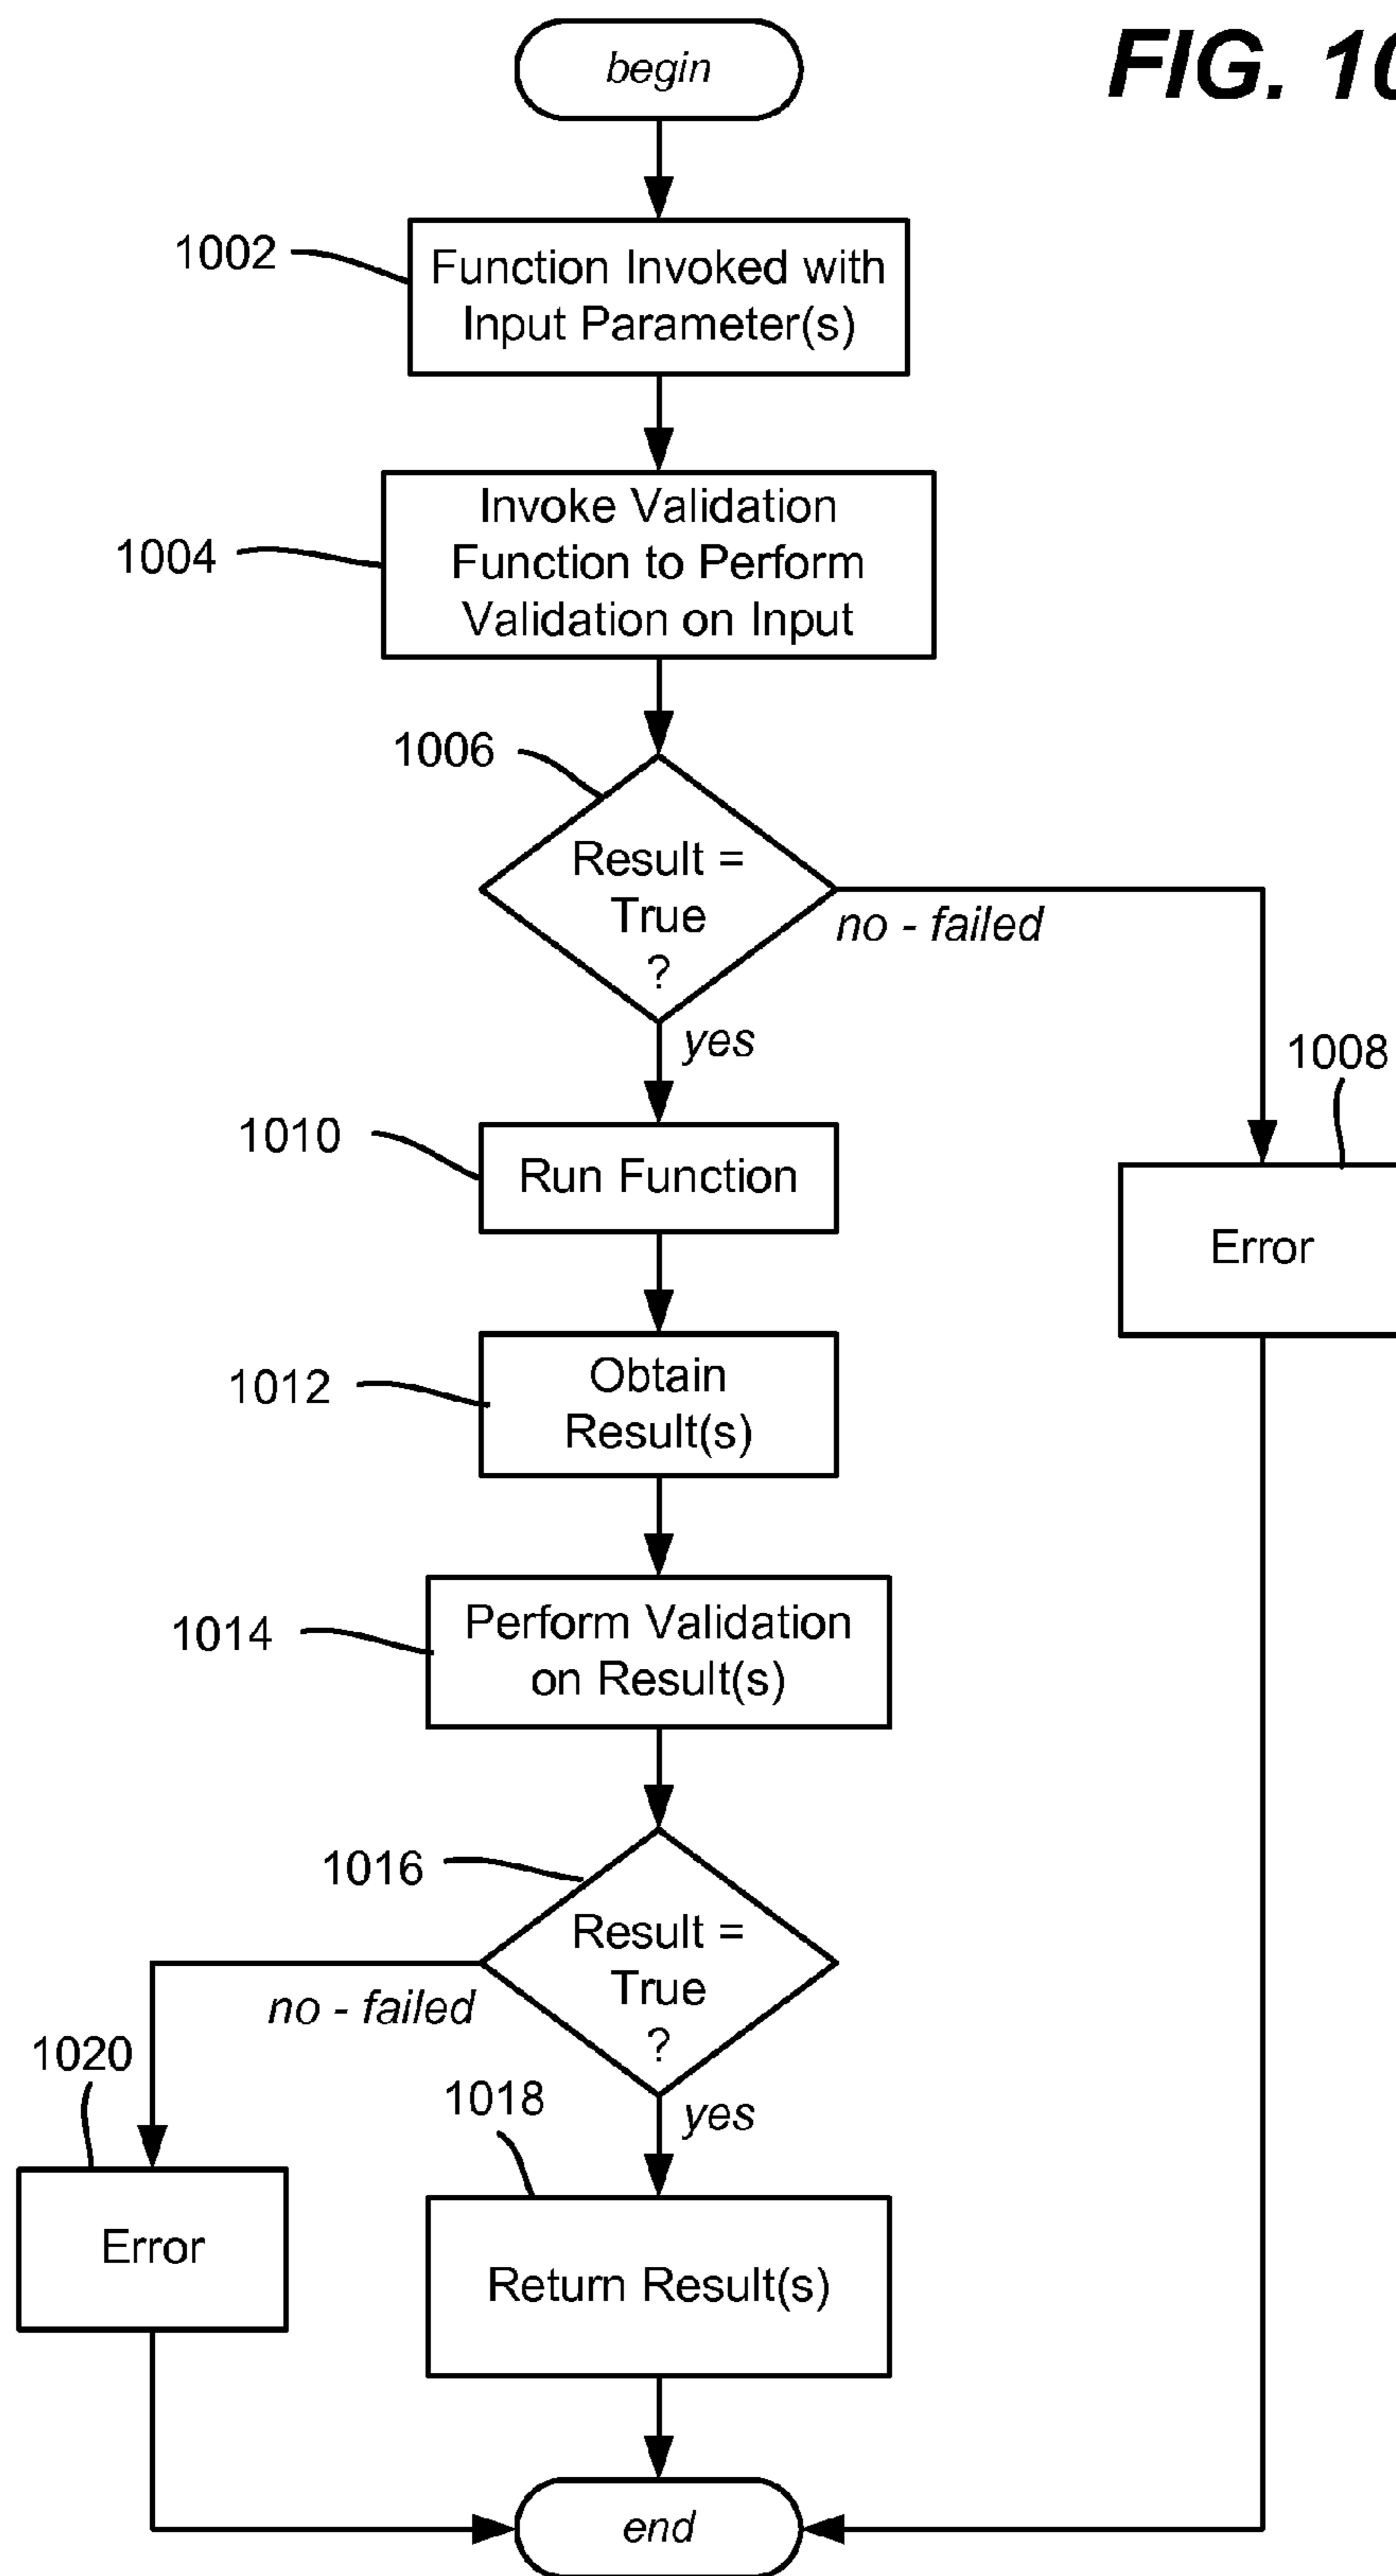 FIG. 10
begin
1002
Function Invoked with
Input Parameter(s)
1004
Invoke Validation
Function to Perform
Validation on Input
1006
Result =
True
?
no - failed
yes
1008
Error
1010
Run Function
1012
Obtain
Result(s)
1014
Perform Validation
on Result(s)
1016
Result =
True
?
no - failed
yes
1020
Error
1018
Return Result(s)
end